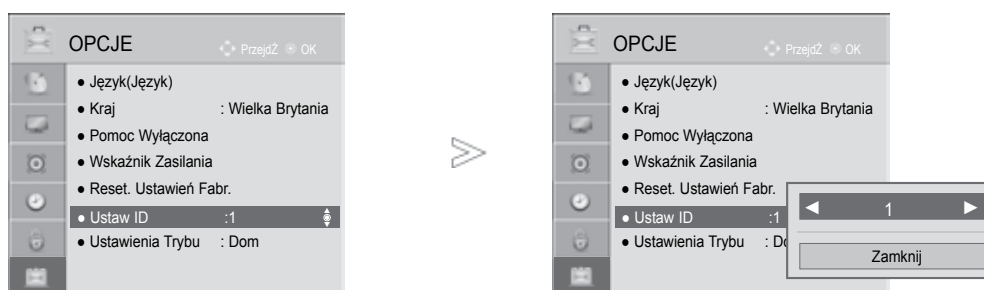 OPCJE
PrzejdŹ OK
● Język(Język)
● Kraj : Wielka Brytania
● Pomoc Wyłączona
● Wskaźnik Zasilania
● Reset. Ustawień Fabr.
● Ustaw ID :1
● Ustawienia Trybu : Dom
OPCJE
PrzejdŹ OK
● Język(Język)
● Kraj : Wielka Brytania
● Pomoc Wyłączona
● Wskaźnik Zasilania
● Reset. Ustawień Fabr.
● Ustaw ID :1
● Ustawienia Trybu : Do
◄ 1 ►
Zamknij